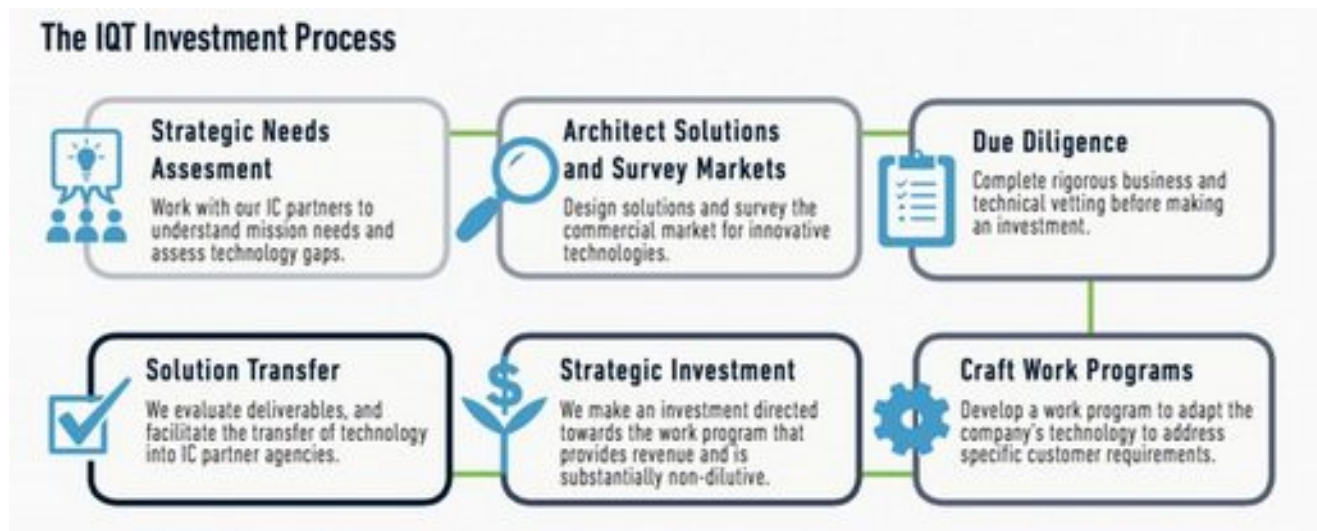 The IQT Investment Process
Strategic Needs
Assesment
Work with our IC partners to
understand mission needs and
assess technology gaps.
Architect Solutions
and Survey Markets
Design solutions and survey the
commercial market for innovative
technologies.
Due Diligence
Complete rigorous business and
technical vetting before making
an investment.
Craft Work Programs
Develop a work program to adapt the
company's technology to address
specific customer requirements.
$
Strategic Investment
We make an investment directed
towards the work program that
provides revenue and is
substantially non-dilutive.
Solution Transfer
We evaluate deliverables, and
facilitate the transfer of technology
into IC partner agencies.